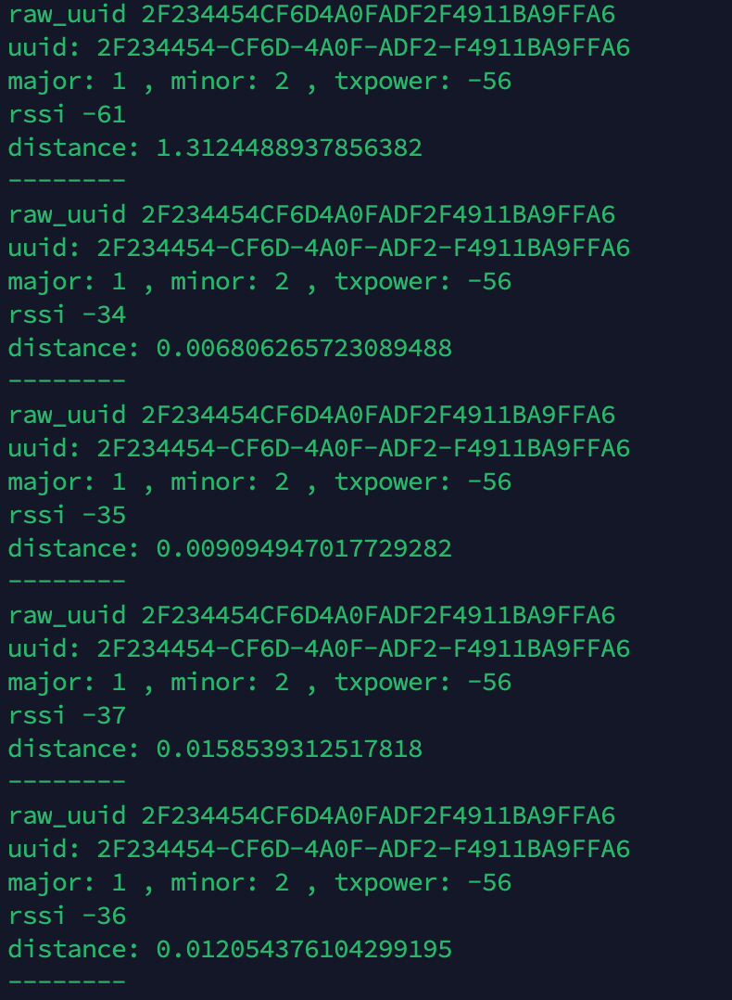 raw_uuid 2F234454CF6D4A0FADF2F4911BA9FFA6
uuid: 2F234454-CF6D-4A0F-ADF2-F4911BA9FFA6
major: 1 , minor: 2 , txpower: -56
rssi -61
distance: 1.3124488937856382
--------
raw_uuid 2F234454CF6D4A0FADF2F4911BA9FFA6
uuid: 2F234454-CF6D-4A0F-ADF2-F4911BA9FFA6
major: 1 , minor: 2 , txpower: -56
rssi -34
distance: 0.006806265723089488
--------
raw_uuid 2F234454CF6D4A0FADF2F4911BA9FFA6
uuid: 2F234454-CF6D-4A0F-ADF2-F4911BA9FFA6
major: 1 , minor: 2 , txpower: -56
rssi -35
distance: 0.009094947017729282
--------
raw_uuid 2F234454CF6D4A0FADF2F4911BA9FFA6
uuid: 2F234454-CF6D-4A0F-ADF2-F4911BA9FFA6
major: 1 , minor: 2 , txpower: -56
rssi -37
distance: 0.0158539312517818
--------
raw_uuid 2F234454CF6D4A0FADF2F4911BA9FFA6
uuid: 2F234454-CF6D-4A0F-ADF2-F4911BA9FFA6
major: 1 , minor: 2 , txpower: -56
rssi -36
distance: 0.012054376104299195
--------